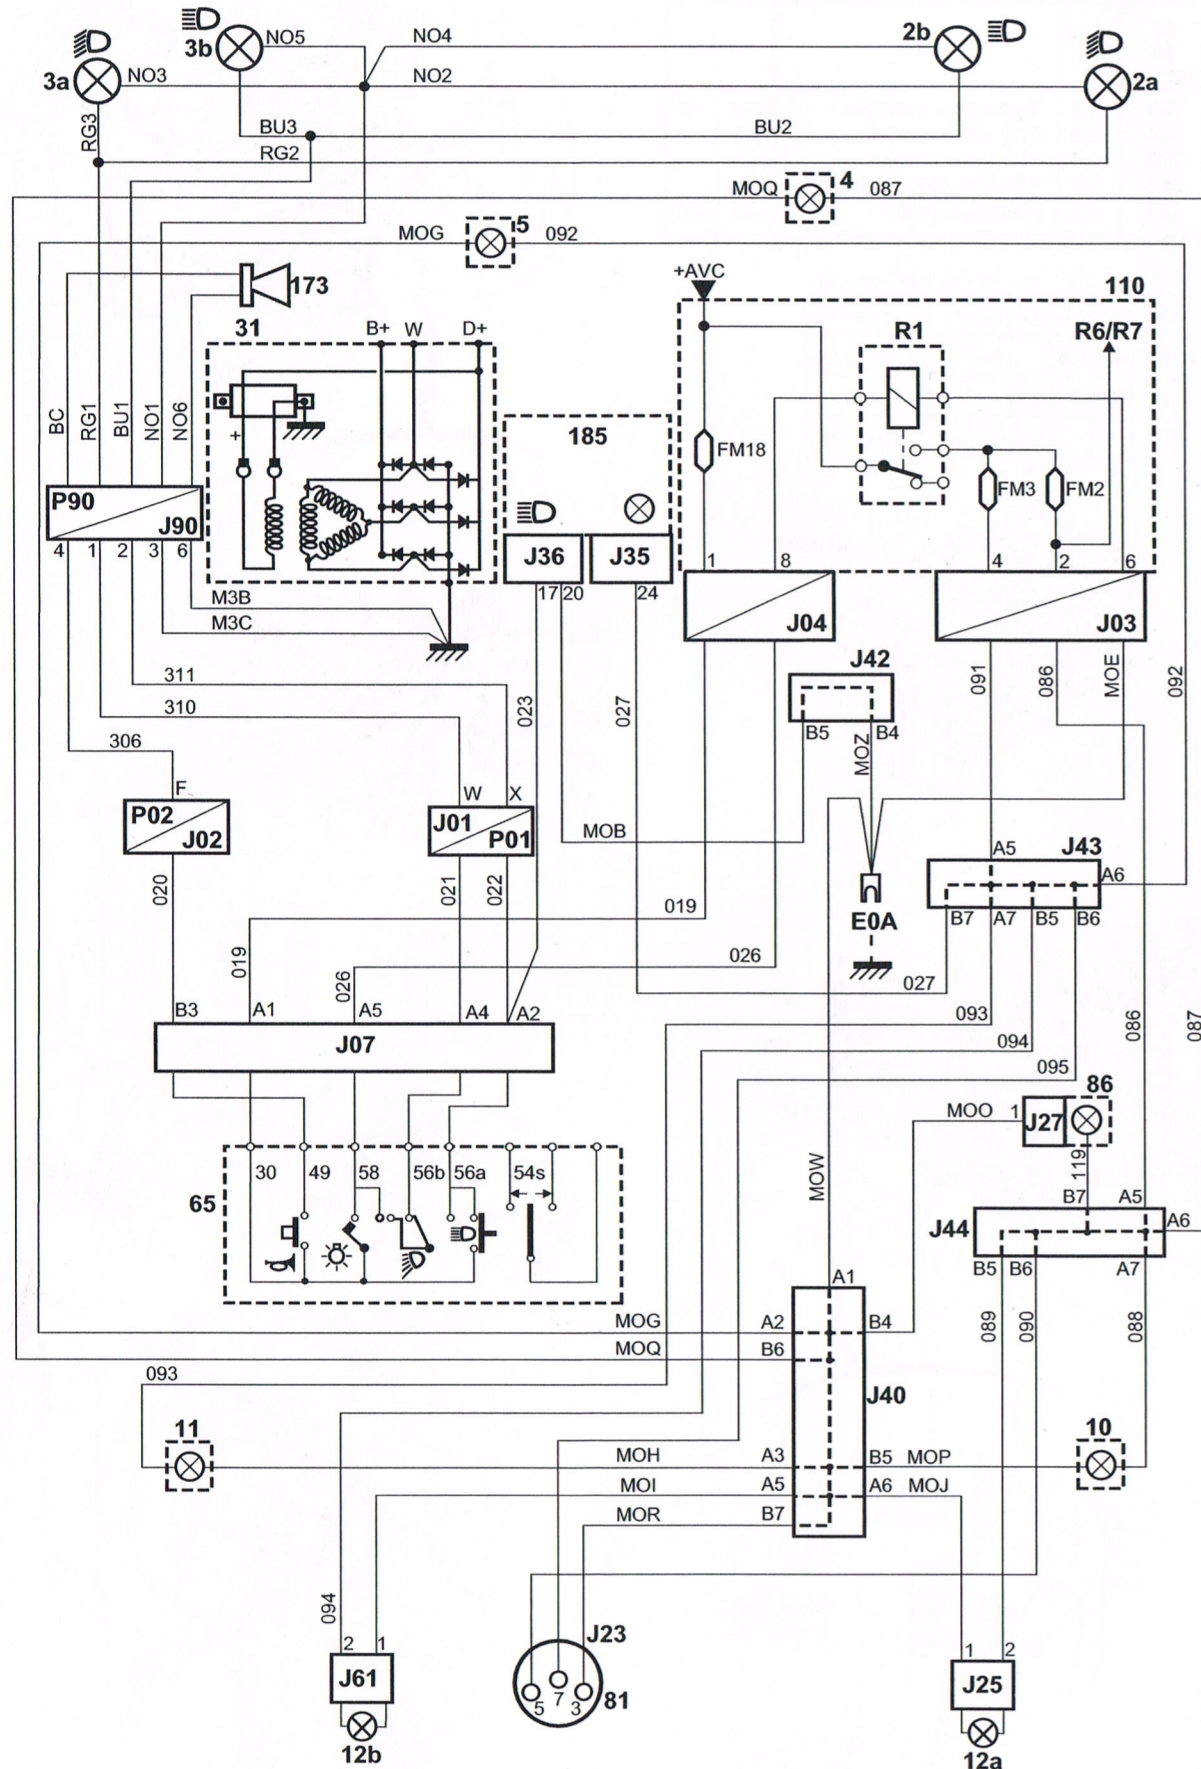 3b
NO5
NO4
2b
3a
NO3
NO2
2a
RG3
BU3
BU2
RG2
MOQ
4
087
MOG
5
092
173
31
B+
W
D+
+AVC
110
R1
R6/R7
BC
RG1
BU1
NO1
NO6
+
185
FM18
FM3
FM2
P90
J90
J36
J35
4
1
2
3
6
17
20
24
1
8
4
2
6
J04
J03
M3B
M3C
J42
311
023
027
B5
B4
091
086
MOE
092
310
MOZ
306
F
W
X
P02
J02
J01
P01
MOB
J43
A5
A6
020
021
022
019
E0A
B7
A7
B5
B6
019
026
026
027
093
B3
A1
A5
A4
A2
J07
094
086
087
095
86
MOO
1
J27
119
65
30
49
58
56b
56a
54s
MOW
B7
A5
J44
A6
B5
B6
A7
A1
MOG
A2
B4
089
090
088
MOQ
B6
093
J40
11
10
MOH
A3
B5
MOP
MOI
A5
A6
MOJ
MOR
B7
094
J23
2
1
J61
5
7
3
81
1
2
J25
12b
12a